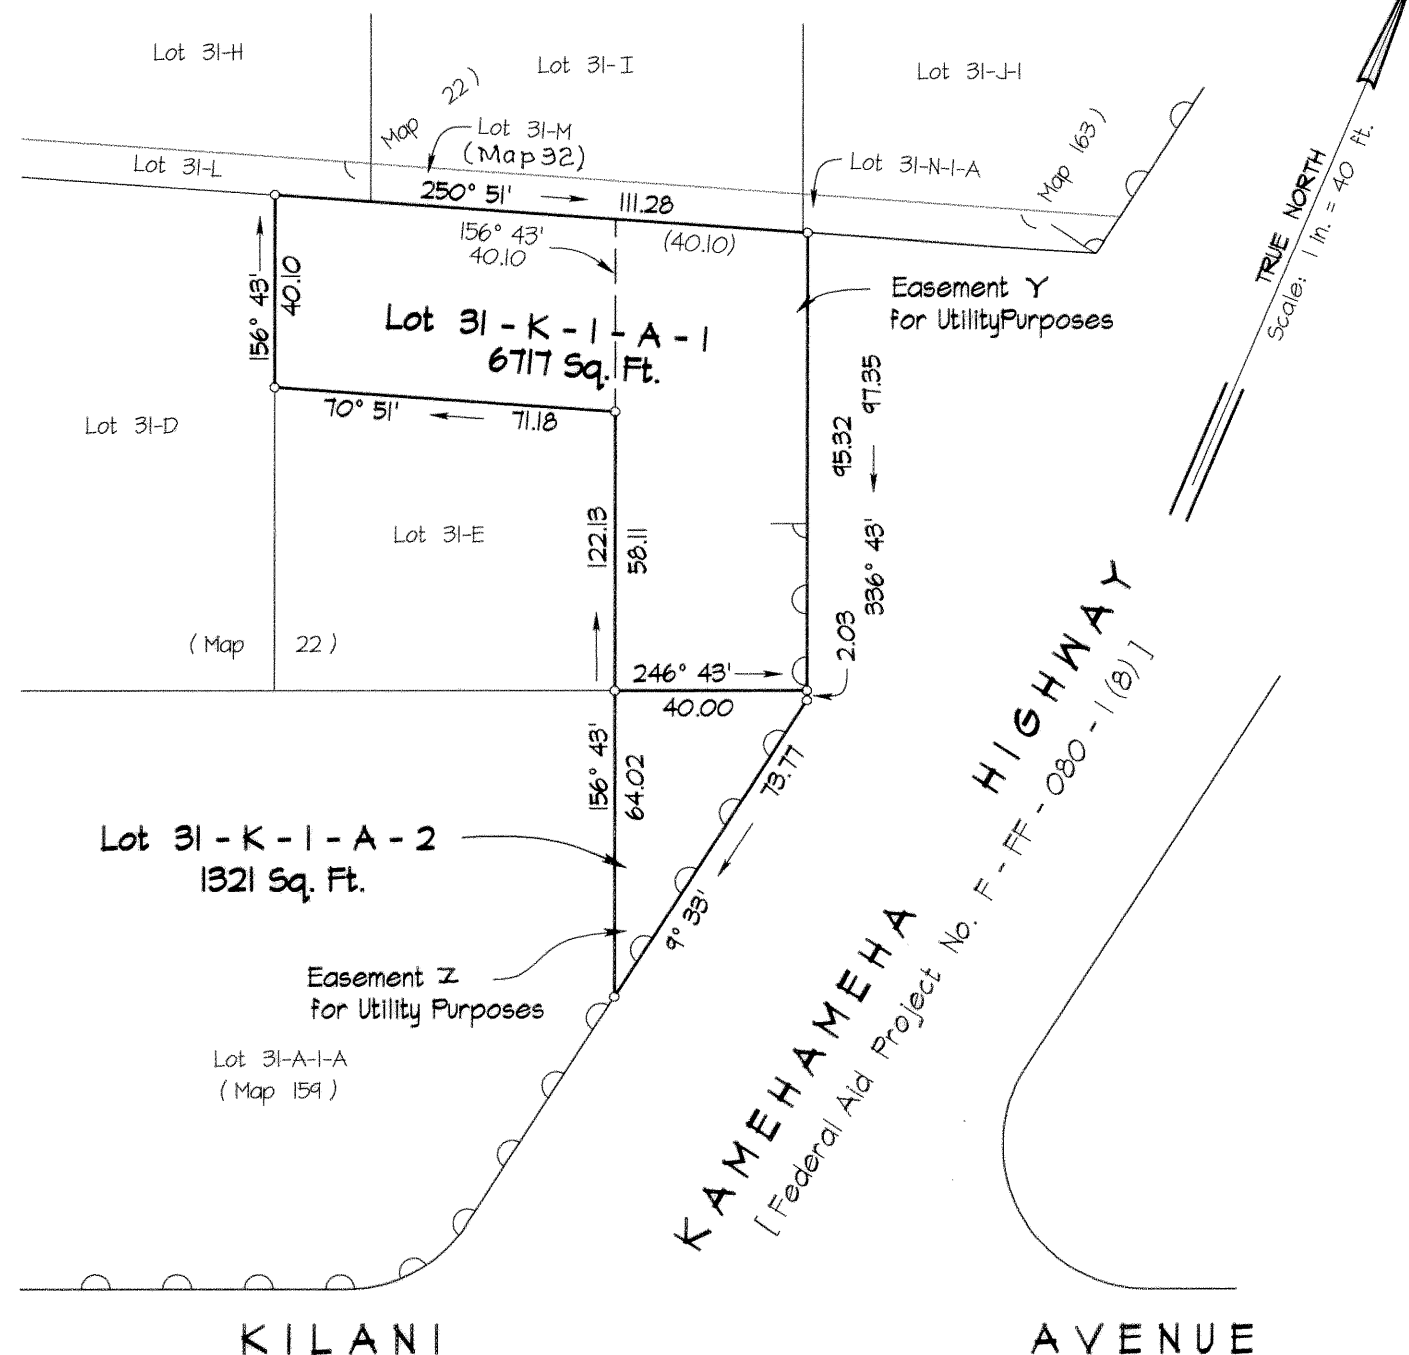 Lot 31-H
Lot 31-I
Lot 31-J-1
Map 22)
Lot 31-M
(Map 32)
Lot 31-L
Lot 31-N-1-A
( Map 163 )
250° 51'
111.28
156° 43'
40.10
(40.10)
156° 43'
40.10
Easement Y
for Utility Purposes
Lot 31 - K - 1 - A - 1
6717 Sq. Ft.
TRUE NORTH
Scale: 1 in. = 40 ft.
70° 51'
71.18
Lot 31-D
95.32
97.35
336° 43'
Lot 31-E
122.13
58.11
( Map 22 )
2.03
246° 43'
40.00
156° 43'
64.02
73.77
9° 33'
Lot 31 - K - 1 - A - 2
1321 Sq. Ft.
Easement Z
for Utility Purposes
Lot 31-A-1-A
( Map 159 )
KAMEHAMEHA HIGHWAY
[ Federal Aid Project No. F - FF - 080 - 1 (8) ]
KILANI AVENUE